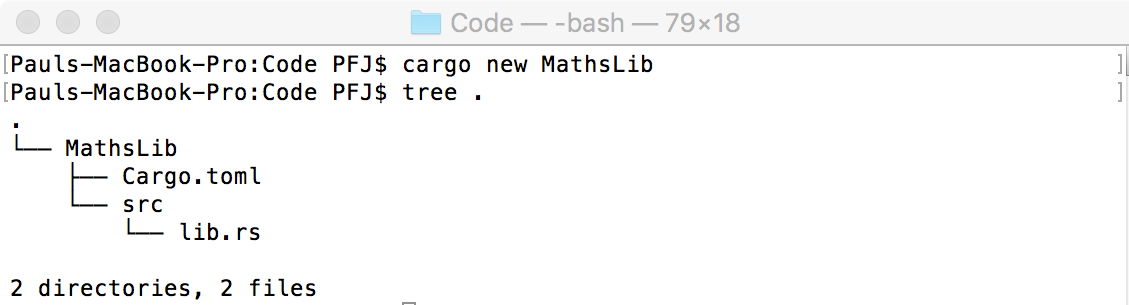 Code — -bash — 79×18
[Pauls-MacBook-Pro:Code PFJ$ cargo new MathsLib ]
[Pauls-MacBook-Pro:Code PFJ$ tree . ]
.
└── MathsLib
    ├── Cargo.toml
    └── src
        └── lib.rs
2 directories, 2 files